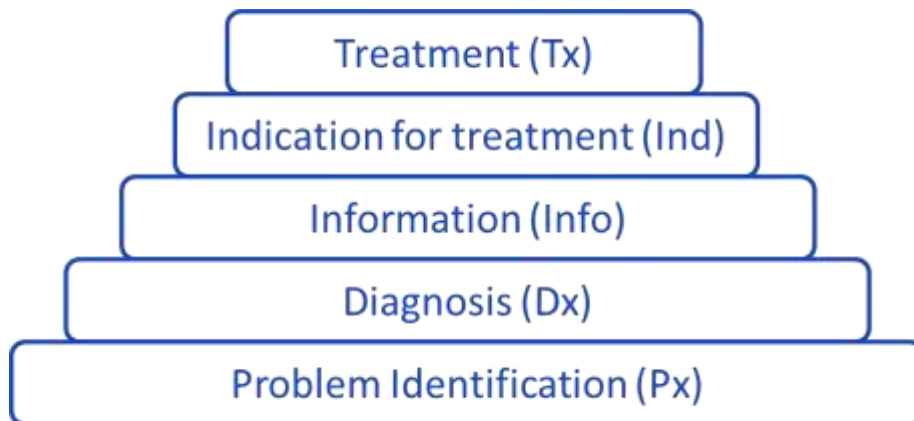 Treatment (Tx)
Indication for treatment (Ind)
Information (Info)
Diagnosis (Dx)
Problem Identification (Px)